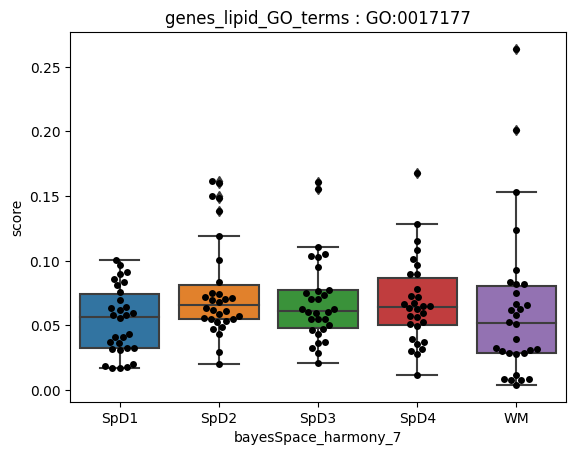 genes_lipid_GO_terms : GO:0017177
0.25
0.20
0.15
0.10
0.05
0.00
score
SpD1 SpD2 SpD3 SpD4 WM
bayesSpace_harmony_7